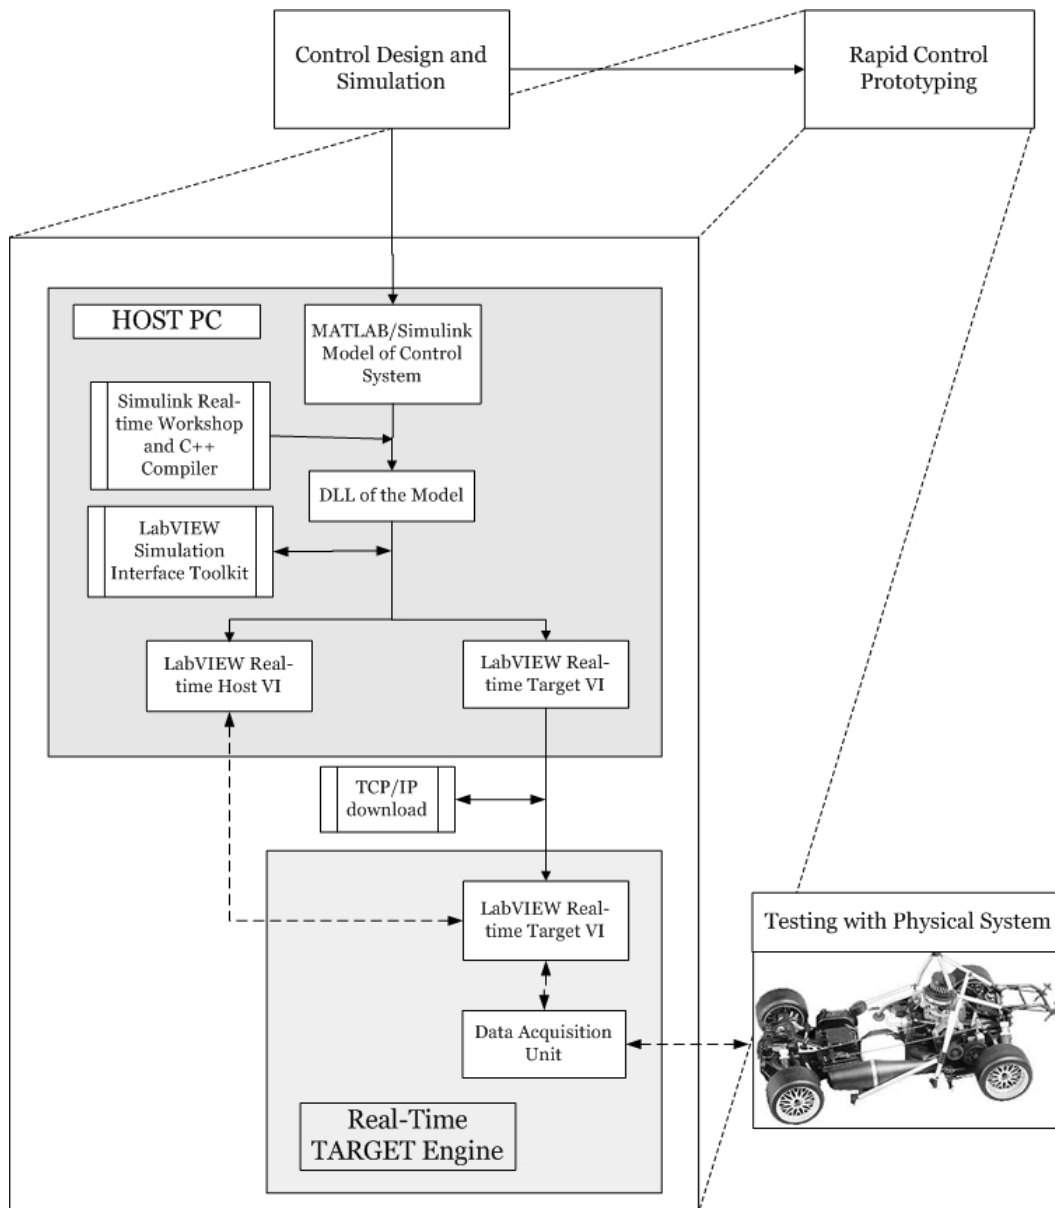 Control Design and
Simulation
Rapid Control
Prototyping
HOST PC
MATLAB/Simulink
Model of Control
System
Simulink Real-
time Workshop
and C++
Compiler
DLL of the Model
LabVIEW
Simulation
Interface Toolkit
LabVIEW Real-
time Host VI
LabVIEW Real-
time Target VI
TCP/IP
download
LabVIEW Real-
time Target VI
Testing with Physical System
Data Acquisition
Unit
Real-Time
TARGET Engine